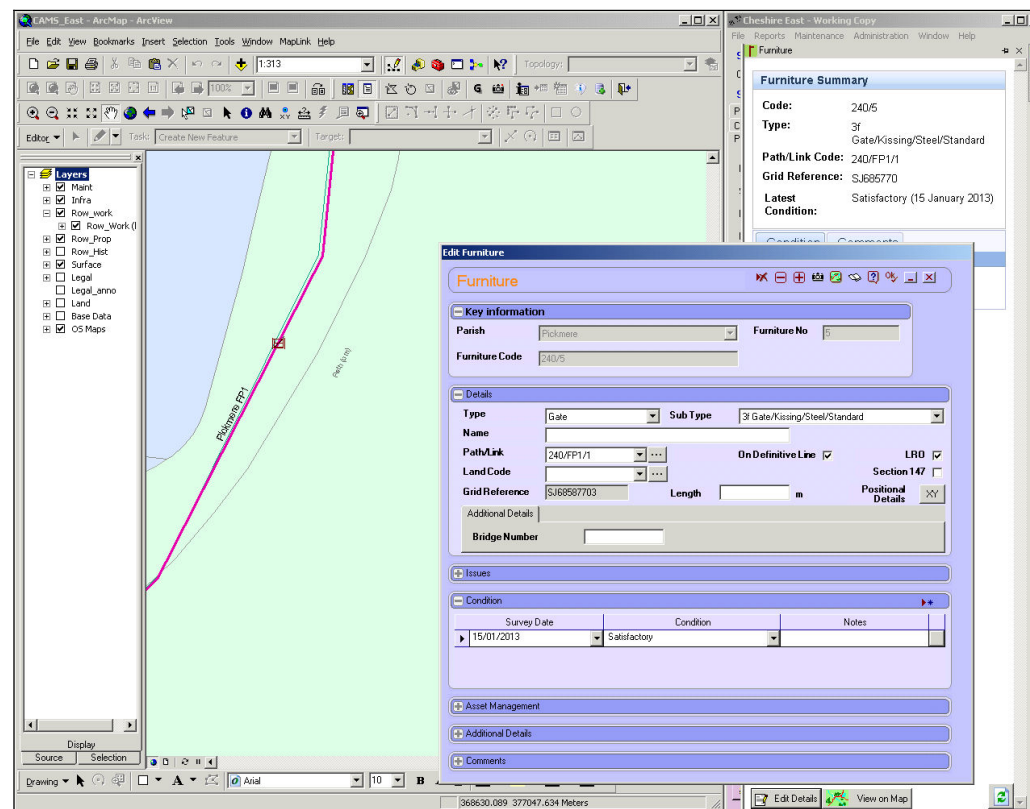 CAMS_East - ArcMap - ArcView
File Edit View Bookmarks Insert Selection Tools Window MapLink Help
1:313
Topology:
100%
Editor
Task: Create New Feature
Target:
Layers
Maint
Infra
Row_work
Row_Work (l
Row_Prop
Row_Hist
Surface
Legal
Legal_anno
Land
Base Data
OS Maps
Display
Source Selection
Pickmere FP1
Path (um)
Drawing
A
Arial
10
B
368630.089 377047.634 Meters
Cheshire East - Working Copy
File Reports Maintenance Administration Window Help
Furniture
Furniture Summary
Code: 240/5
Type: 3f
Gate/Kissing/Steel/Standard
Path/Link Code: 240/FP1/1
Grid Reference: SJ685770
Latest Satisfactory (15 January 2013)
Condition:
Condition Comments
Edit Furniture
Furniture
Key information
Parish Pickmere Furniture No 5
Furniture Code 240/5
Details
Type Gate Sub Type 3f Gate/Kissing/Steel/Standard
Name
Path/Link 240/FP1/1 ... On Definitive Line LRO
Land Code ... Section 147
Grid Reference SJ68587703 Length m Positional Details XY
Additional Details
Bridge Number
Issues
Condition
Survey Date Condition Notes
15/01/2013 Satisfactory
Asset Management
Additional Details
Comments
Edit Details View on Map